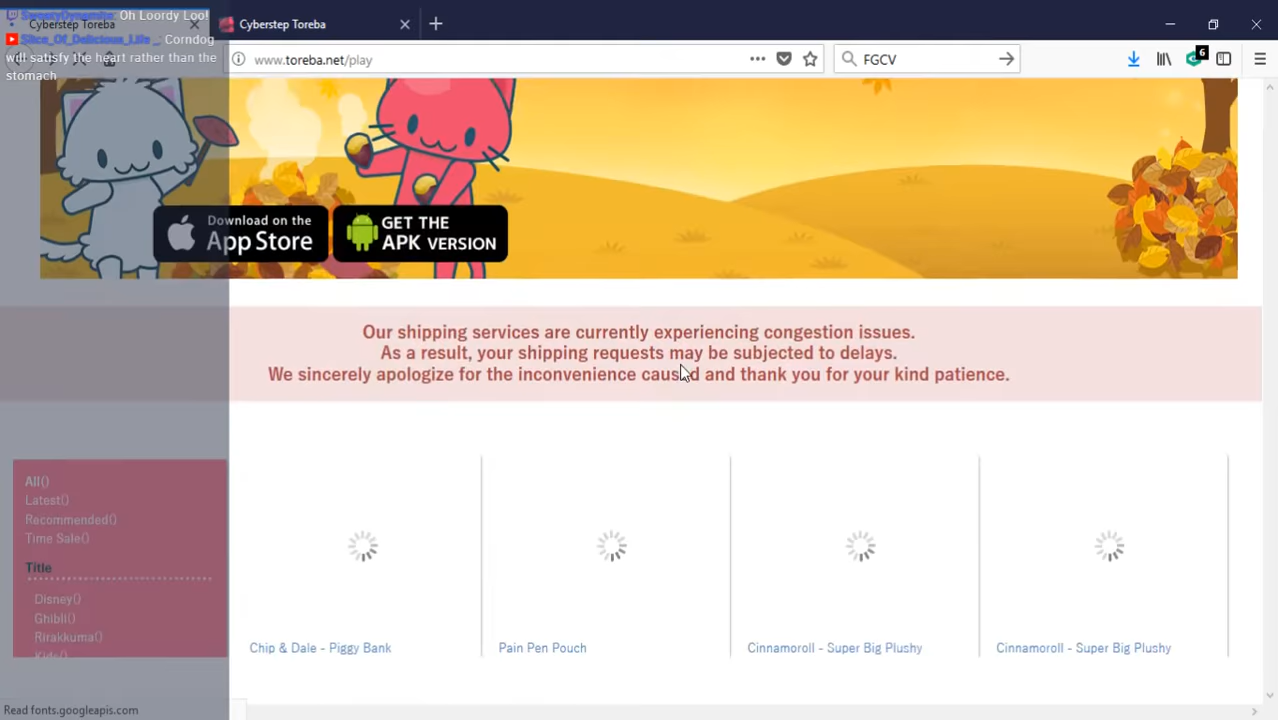 SweatyDynamite: Oh Loordy Loo!
Cyberstep Toreba
Cyberstep Toreba
Slice_Of_Delicious_Life_: Corndog
will satisfy the heart rather than the
stomach
www.toreba.net/play
FGCV
6
Download on the
App Store
GET THE
APK VERSION
Our shipping services are currently experiencing congestion issues.
As a result, your shipping requests may be subjected to delays.
We sincerely apologize for the inconvenience caused and thank you for your kind patience.
All()
Latest()
Recommended()
Time Sale()
Title
Disney()
Ghibli()
Rirakkuma()
Kids()
Chip & Dale - Piggy Bank
Pain Pen Pouch
Cinnamoroll - Super Big Plushy
Cinnamoroll - Super Big Plushy
Read fonts.googleapis.com